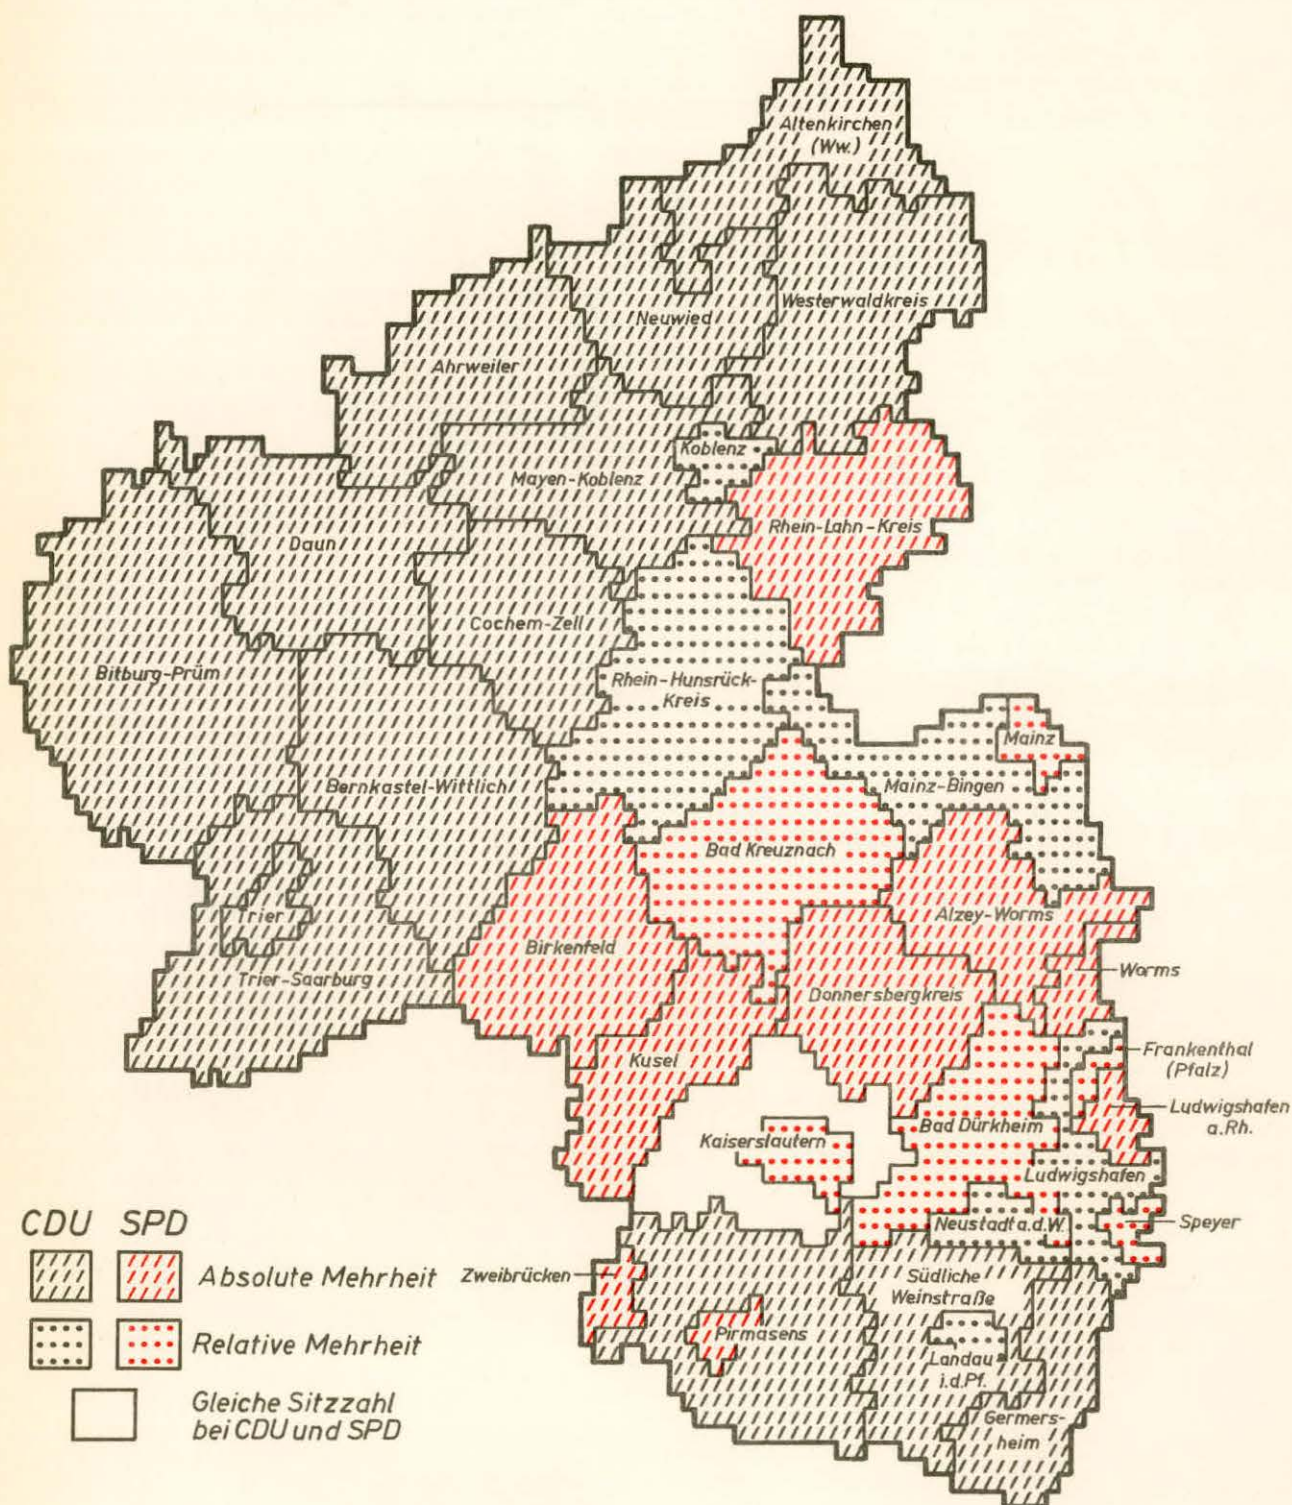 Altenkirchen
(Ww.)
Westerwaldkreis
Neuwied
Ahrweiler
Koblenz
Mayen-Koblenz
Rhein-Lahn-Kreis
Daun
Cochem-Zell
Bitburg-Prüm
Rhein-Hunsrück-
Kreis
Mainz
Bernkastel-Wittlich
Mainz-Bingen
Bad Kreuznach
Trier
Alzey-Worms
Birkenfeld
Worms
Trier-Saarburg
Donnersbergkreis
Kusel
Frankenthal
(Pfalz)
Ludwigshafen
a.Rh.
Bad Dürkheim
Kaiserslautern
Ludwigshafen
Neustadt a.d.W.
Speyer
CDU SPD
Absolute Mehrheit
Zweibrücken
Südliche
Weinstraße
Relative Mehrheit
Pirmasens
Landau
i.d.Pf.
Gleiche Sitzzahl
bei CDU und SPD
Germers-
heim